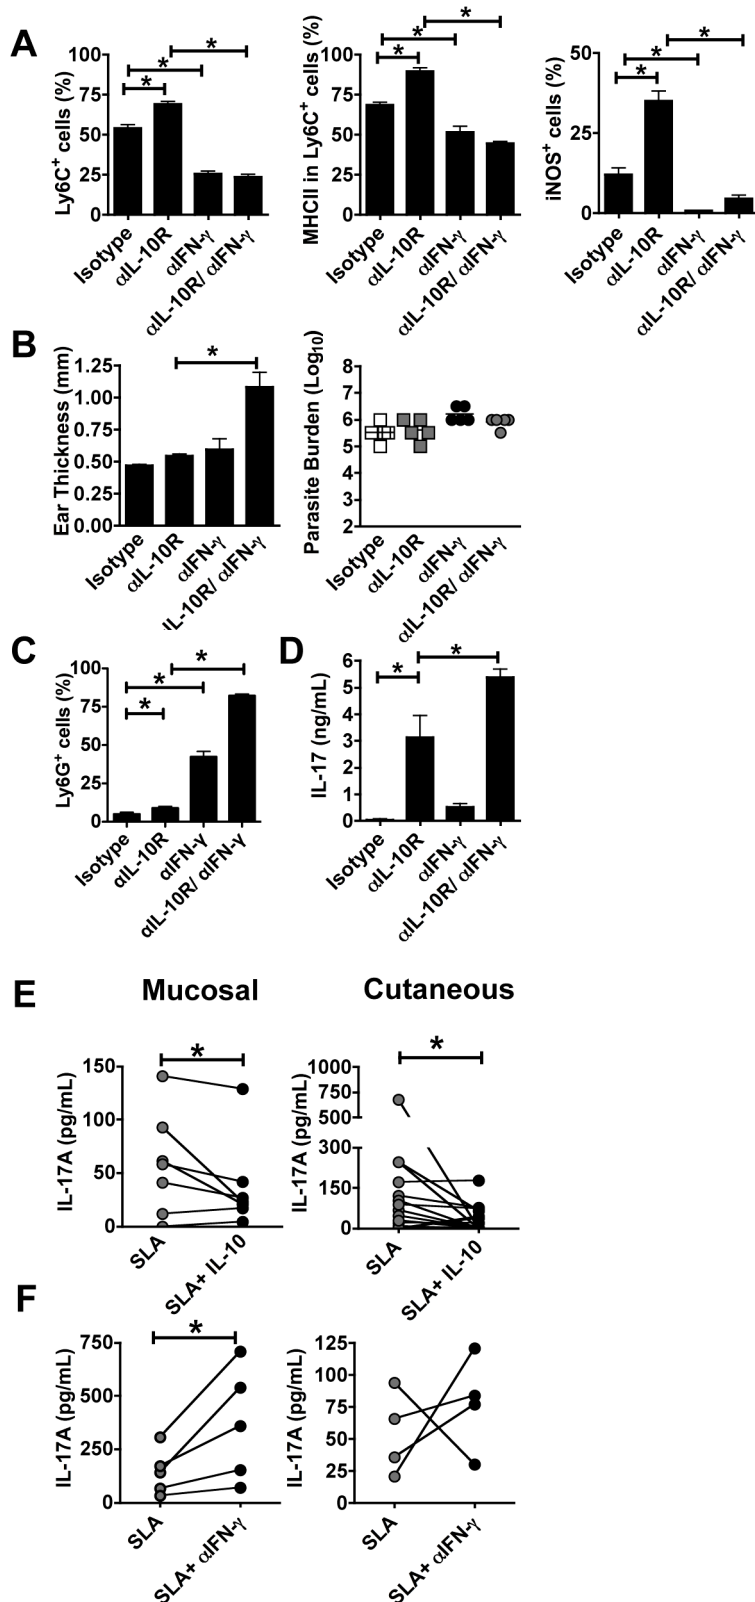 A
Ly6C+ cells (%)
100
75
50
25
0
Isotype
αIL-10R
αIFN-γ
αIL-10R/ αIFN-γ
*
*
*
MHCII in Ly6C+ cells (%)
100
75
50
25
0
Isotype
αIL-10R
αIFN-γ
αIL-10R/ αIFN-γ
*
*
*
iNOS+ cells (%)
50
25
0
Isotype
αIL-10R
αIFN-γ
αIL-10R/ αIFN-γ
*
*
*
B
Ear Thickness (mm)
1.25
1.00
0.75
0.50
0.25
0.00
Isotype
αIL-10R
αIFN-γ
IL-10R/ αIFN-γ
*
Parasite Burden (Log10)
8
7
6
5
4
3
2
Isotype
αIL-10R
αIFN-γ
αIL-10R/ αIFN-γ
C
Ly6G+ cells (%)
100
75
50
25
0
Isotype
αIL-10R
αIFN-γ
αIL-10R/ αIFN-γ
*
*
*
D
IL-17 (ng/mL)
6
5
4
3
2
1
0
Isotype
αIL-10R
αIFN-γ
αIL-10R/ αIFN-γ
*
*
E
Mucosal
Cutaneous
IL-17A (pg/mL)
150
100
50
0
SLA
SLA+ IL-10
*
IL-17A (pg/mL)
1000
750
500
300
150
0
SLA
SLA+ IL-10
*
F
IL-17A (pg/mL)
750
500
250
0
SLA
SLA+ αIFN-γ
*
IL-17A (pg/mL)
125
100
75
50
25
0
SLA
SLA+ αIFN-γ